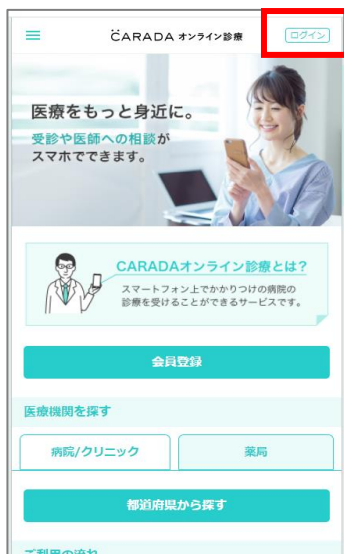 CARADA オンライン診療
ログイン
医療をもっと身近に。
受診や医師への相談が
スマホでできます。
CARADAオンライン診療とは？
スマートフォン上でかかりつけの病院の
診療を受けることができるサービスです。
会員登録
医療機関を探す
病院/クリニック
薬局
都道府県から探す
ご利用の流れ